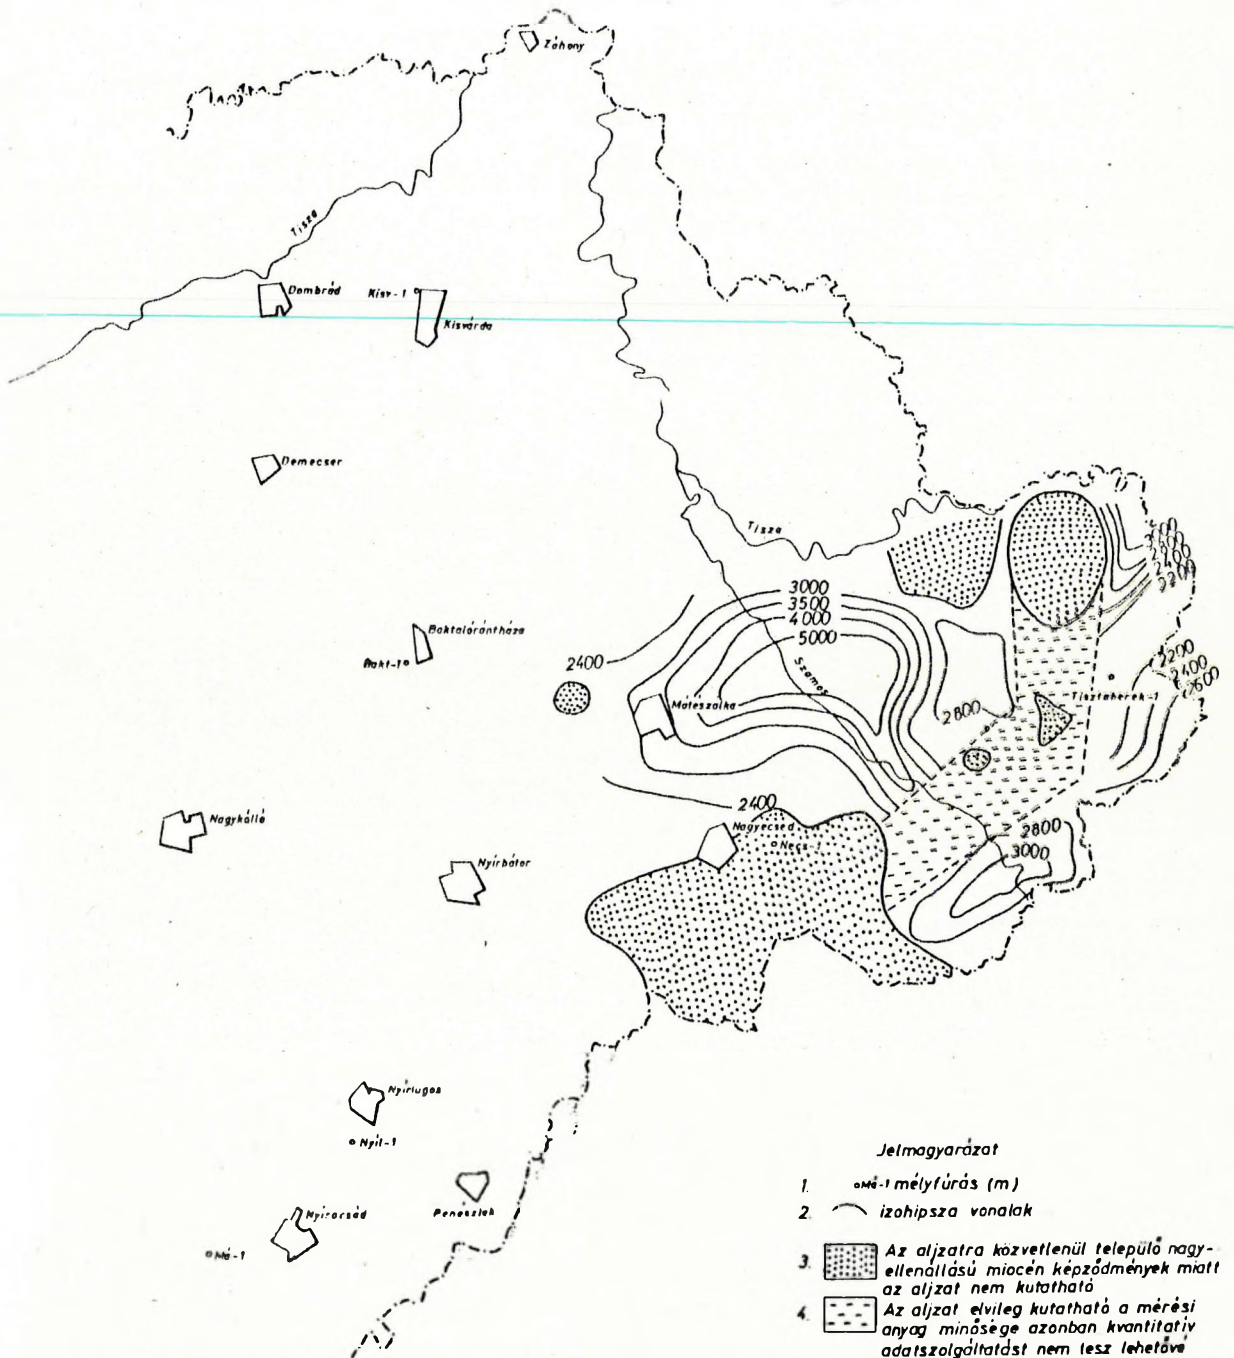 Záhony
Tisza
Dombrád
Kisv-1
Kisvárda
Demecser
Tisza
3000
3500
4000
5000
2400
2200
2200
2400
2600
Baktalórántháza
Bakt-1
2400
Szamos
Mátészalka
2800
Tisztaberek-1
2400
Nagyecsed
Necs-1
2800
3000
Nagykálló
Nyírbátor
Nyírlugos
Nyíl-1
Penészlek
Má-1
Jelmagyarázat
1. Má-1 mélyfúrás (m)
2. izohipsza vonalak
3. Az aljzatra közvetlenül települő nagy-
ellenállású miocén képződmények miatt
az aljzat nem kutatható
4. Az aljzat elvileg kutatható a mérési
anyag minősége azonban kvantitatív
adatszolgáltatást nem tesz lehetővé